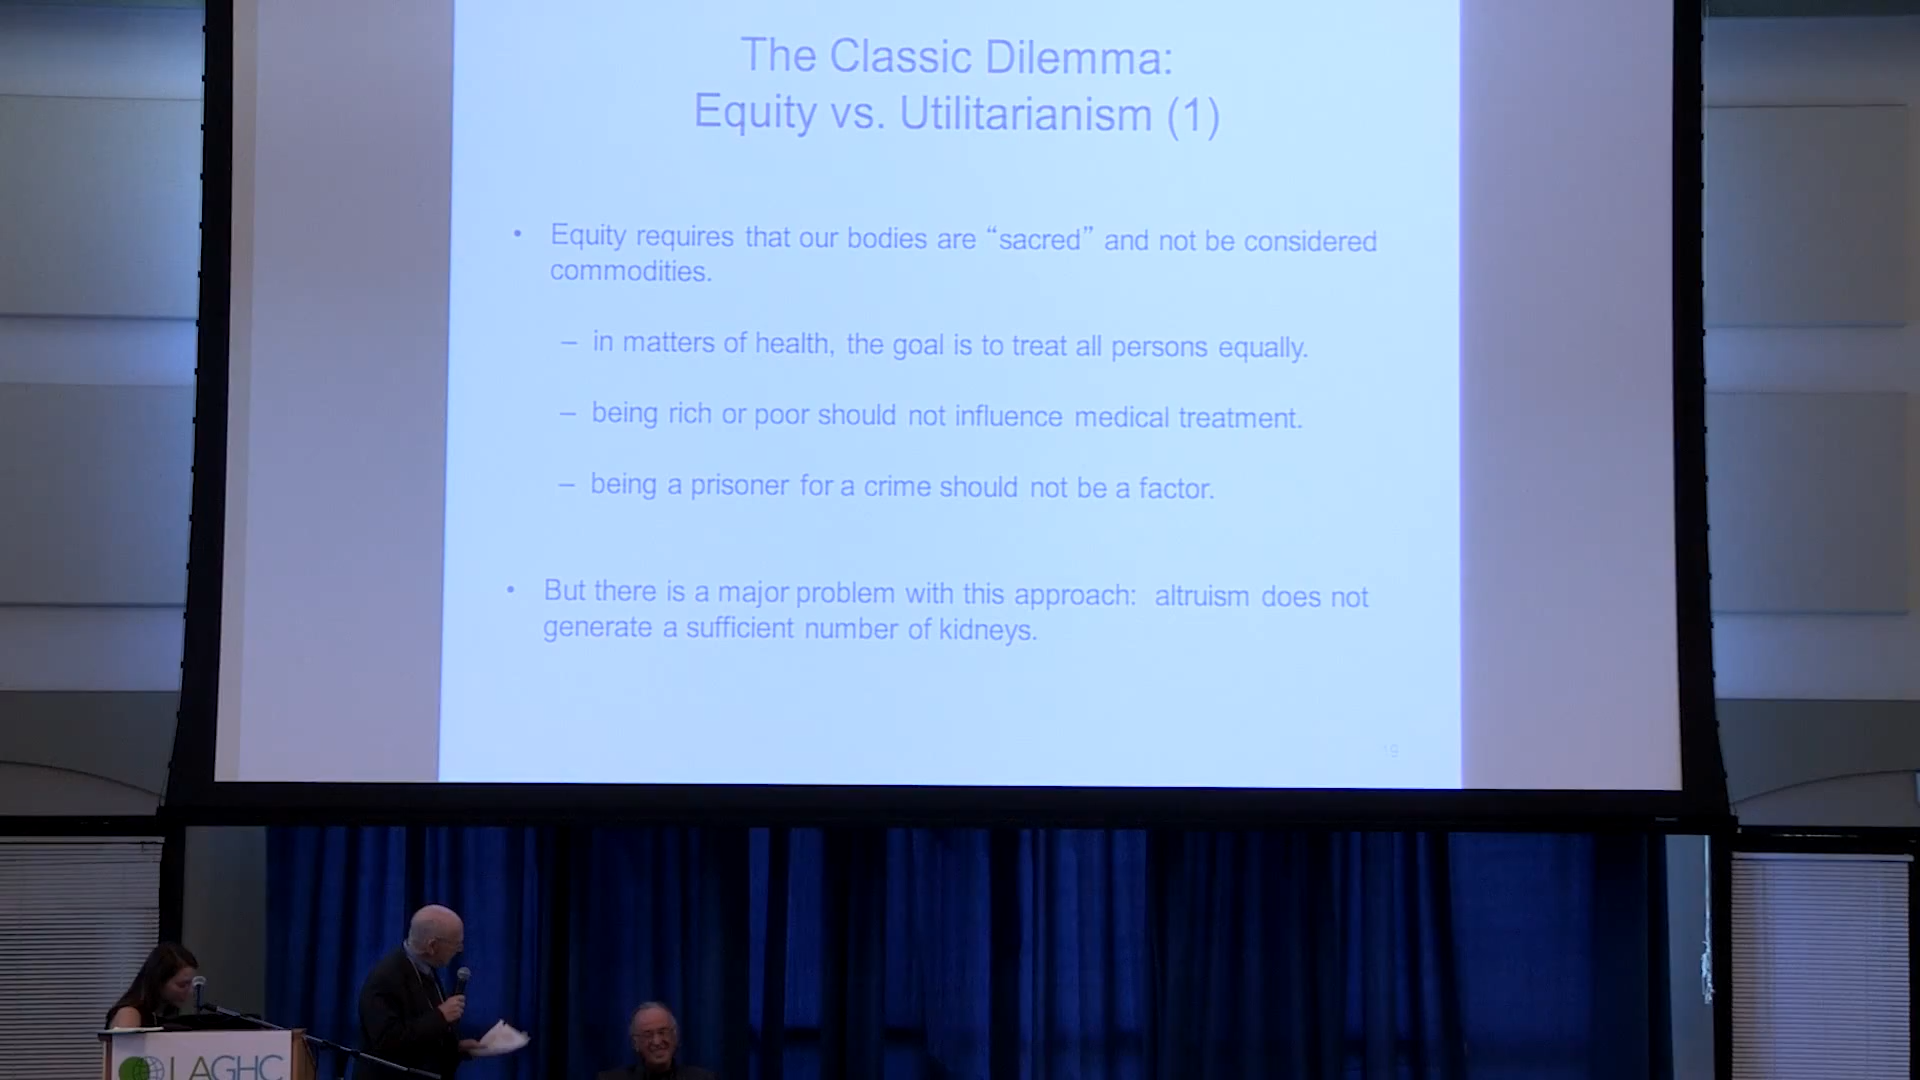 The Classic Dilemma:
Equity vs. Utilitarianism (1)
• Equity requires that our bodies are “sacred” and not be considered
commodities.
– in matters of health, the goal is to treat all persons equally.
– being rich or poor should not influence medical treatment.
– being a prisoner for a crime should not be a factor.
• But there is a major problem with this approach: altruism does not
generate a sufficient number of kidneys.
19
LAGHC